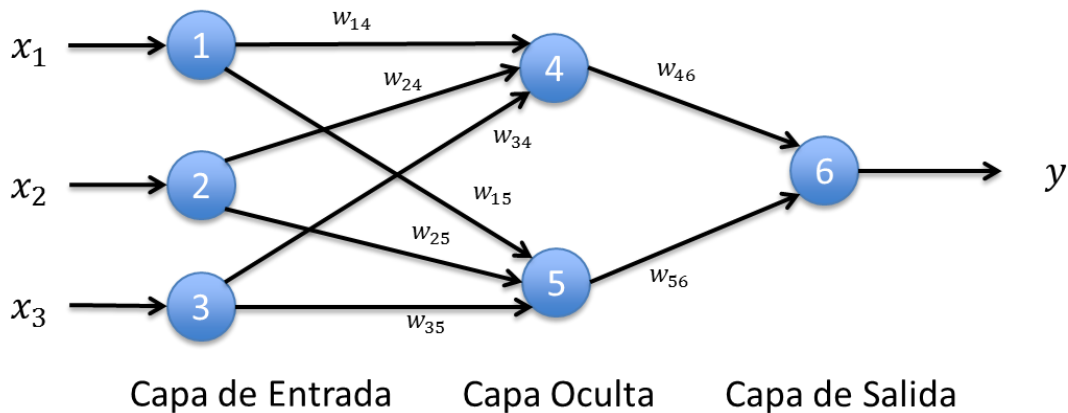 x₁ 1 w₁₄ 4 w₄₆
w₂₄
w₃₄
x₂ 2 w₁₅ 6 y
w₂₅
x₃ 3 w₃₅ 5 w₅₆
Capa de Entrada Capa Oculta Capa de Salida